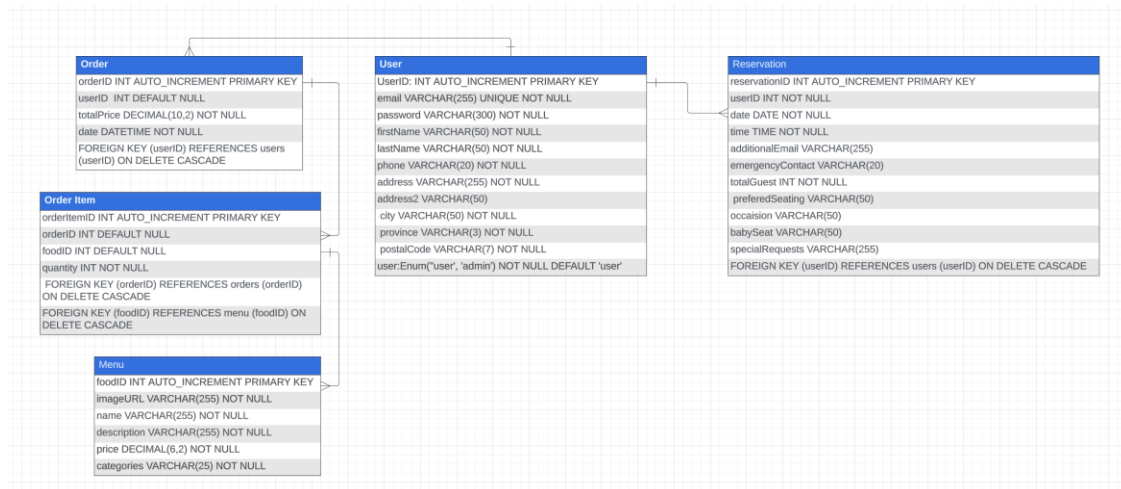 Order
orderID INT AUTO_INCREMENT PRIMARY KEY
userID INT DEFAULT NULL
totalPrice DECIMAL(10,2) NOT NULL
date DATETIME NOT NULL
FOREIGN KEY (userID) REFERENCES users
(userID) ON DELETE CASCADE
Order Item
orderItemID INT AUTO_INCREMENT PRIMARY KEY
orderID INT DEFAULT NULL
foodID INT DEFAULT NULL
quantity INT NOT NULL
FOREIGN KEY (orderID) REFERENCES orders (orderID)
ON DELETE CASCADE
FOREIGN KEY (foodID) REFERENCES menu (foodID) ON
DELETE CASCADE
Menu
foodID INT AUTO_INCREMENT PRIMARY KEY
imageURL VARCHAR(255) NOT NULL
name VARCHAR(255) NOT NULL
description VARCHAR(255) NOT NULL
price DECIMAL(6,2) NOT NULL
categories VARCHAR(25) NOT NULL
User
UserID: INT AUTO_INCREMENT PRIMARY KEY
email VARCHAR(255) UNIQUE NOT NULL
password VARCHAR(300) NOT NULL
firstName VARCHAR(50) NOT NULL
lastName VARCHAR(50) NOT NULL
phone VARCHAR(20) NOT NULL
address VARCHAR(255) NOT NULL
address2 VARCHAR(50)
city VARCHAR(50) NOT NULL
province VARCHAR(3) NOT NULL
postalCode VARCHAR(7) NOT NULL
user:Enum("user', 'admin') NOT NULL DEFAULT 'user'
Reservation
reservationID INT AUTO_INCREMENT PRIMARY KEY
userID INT NOT NULL
date DATE NOT NULL
time TIME NOT NULL
additionalEmail VARCHAR(255)
emergencyContact VARCHAR(20)
totalGuest INT NOT NULL
preferedSeating VARCHAR(50)
occaision VARCHAR(50)
babySeat VARCHAR(50)
specialRequests VARCHAR(255)
FOREIGN KEY (userID) REFERENCES users (userID) ON DELETE CASCADE